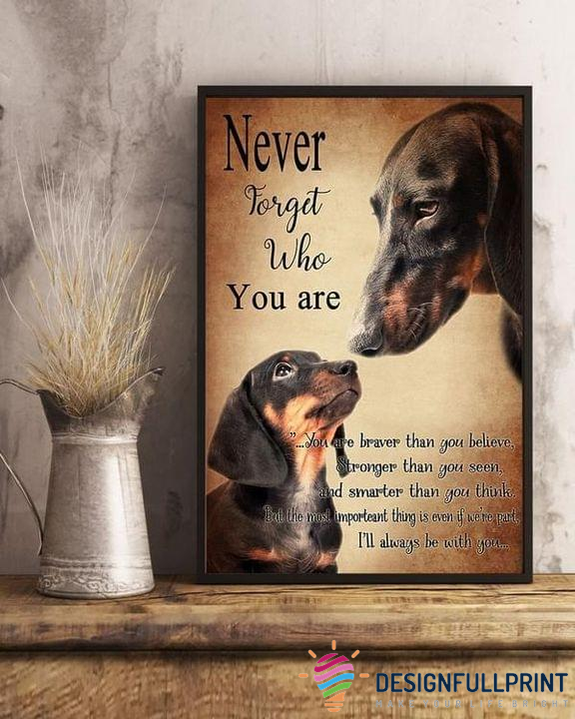 Never
Forget
Who
You are
"...You are braver than you believe,
Stronger than you seen,
and smarter than you think.
But the most importeant thing is even if we're part,
I'll always be with you...
DESIGNFULLPRINT
MAKE YOUR LIFE BRIGHT